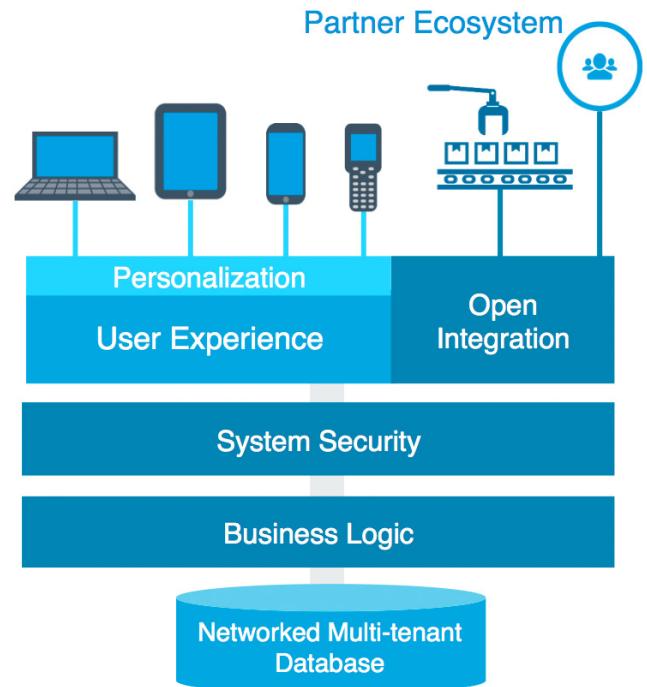 Partner Ecosystem
Personalization
User Experience
Open
Integration
System Security
Business Logic
Networked Multi-tenant
Database